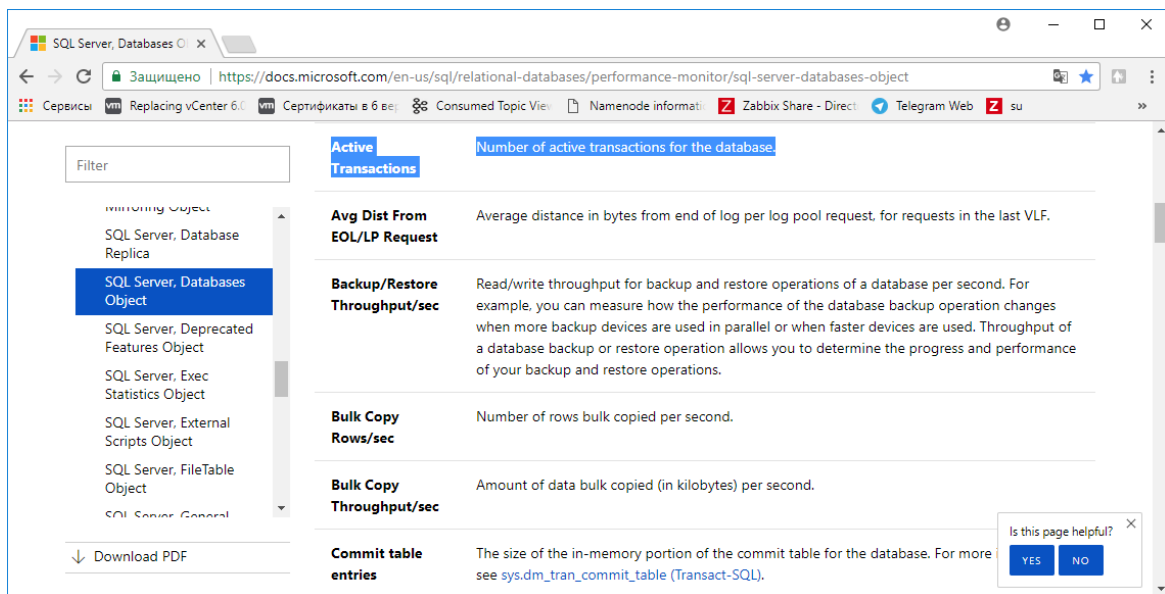 SQL Server, Databases O
Защищено | https://docs.microsoft.com/en-us/sql/relational-databases/performance-monitor/sql-server-databases-object
Сервисы vm Replacing vCenter 6.0 vm Сертификаты в 6 вер Consumed Topic View Namenode informati Z Zabbix Share - Direct Telegram Web Z su »
Filter
Mirroring Object
SQL Server, Database
Replica
SQL Server, Databases
Object
SQL Server, Deprecated
Features Object
SQL Server, Exec
Statistics Object
SQL Server, External
Scripts Object
SQL Server, FileTable
Object
SQL Server, General
Download PDF
Active
Transactions
Number of active transactions for the database.
Avg Dist From
EOL/LP Request
Average distance in bytes from end of log per log pool request, for requests in the last VLF.
Backup/Restore
Throughput/sec
Read/write throughput for backup and restore operations of a database per second. For
example, you can measure how the performance of the database backup operation changes
when more backup devices are used in parallel or when faster devices are used. Throughput of
a database backup or restore operation allows you to determine the progress and performance
of your backup and restore operations.
Bulk Copy
Rows/sec
Number of rows bulk copied per second.
Bulk Copy
Throughput/sec
Amount of data bulk copied (in kilobytes) per second.
Commit table
entries
The size of the in-memory portion of the commit table for the database. For more
see sys.dm_tran_commit_table (Transact-SQL).
Is this page helpful?
YES NO